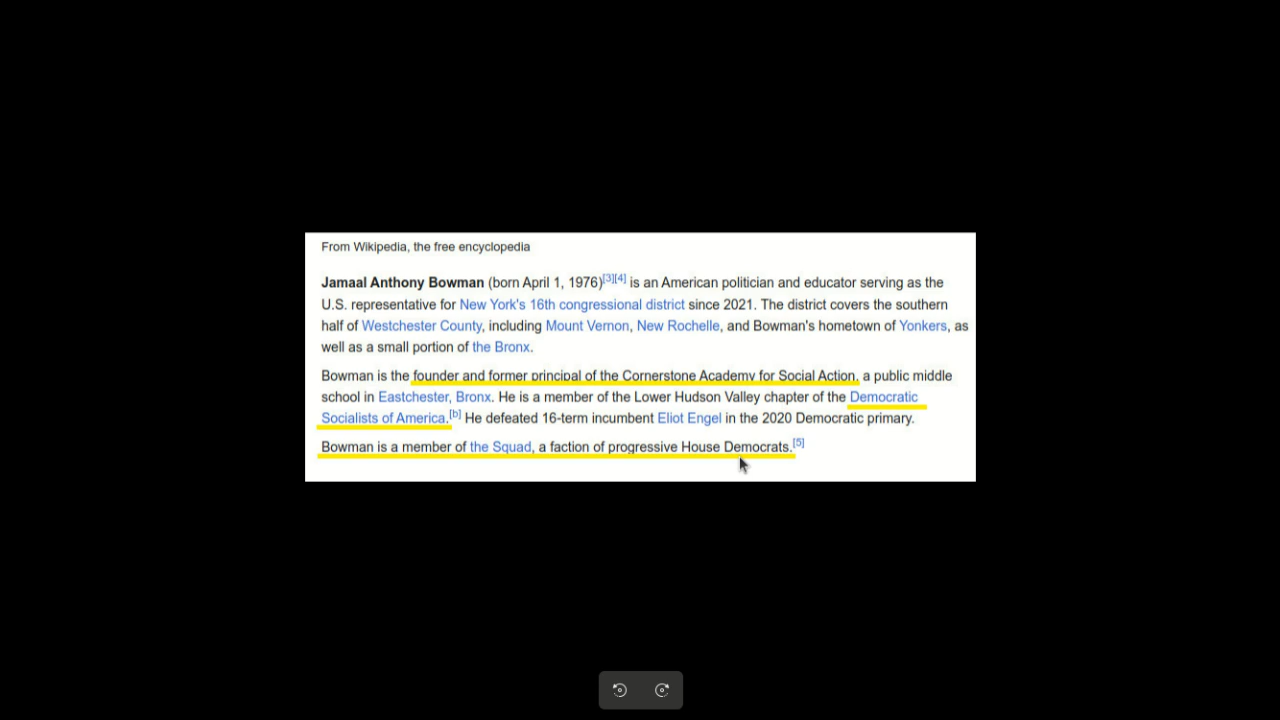 From Wikipedia, the free encyclopedia
Jamaal Anthony Bowman (born April 1, 1976)[3][4] is an American politician and educator serving as the
U.S. representative for New York's 16th congressional district since 2021. The district covers the southern
half of Westchester County, including Mount Vernon, New Rochelle, and Bowman's hometown of Yonkers, as
well as a small portion of the Bronx.
Bowman is the founder and former principal of the Cornerstone Academy for Social Action, a public middle
school in Eastchester, Bronx. He is a member of the Lower Hudson Valley chapter of the Democratic
Socialists of America.[b] He defeated 16-term incumbent Eliot Engel in the 2020 Democratic primary.
Bowman is a member of the Squad, a faction of progressive House Democrats.[5]